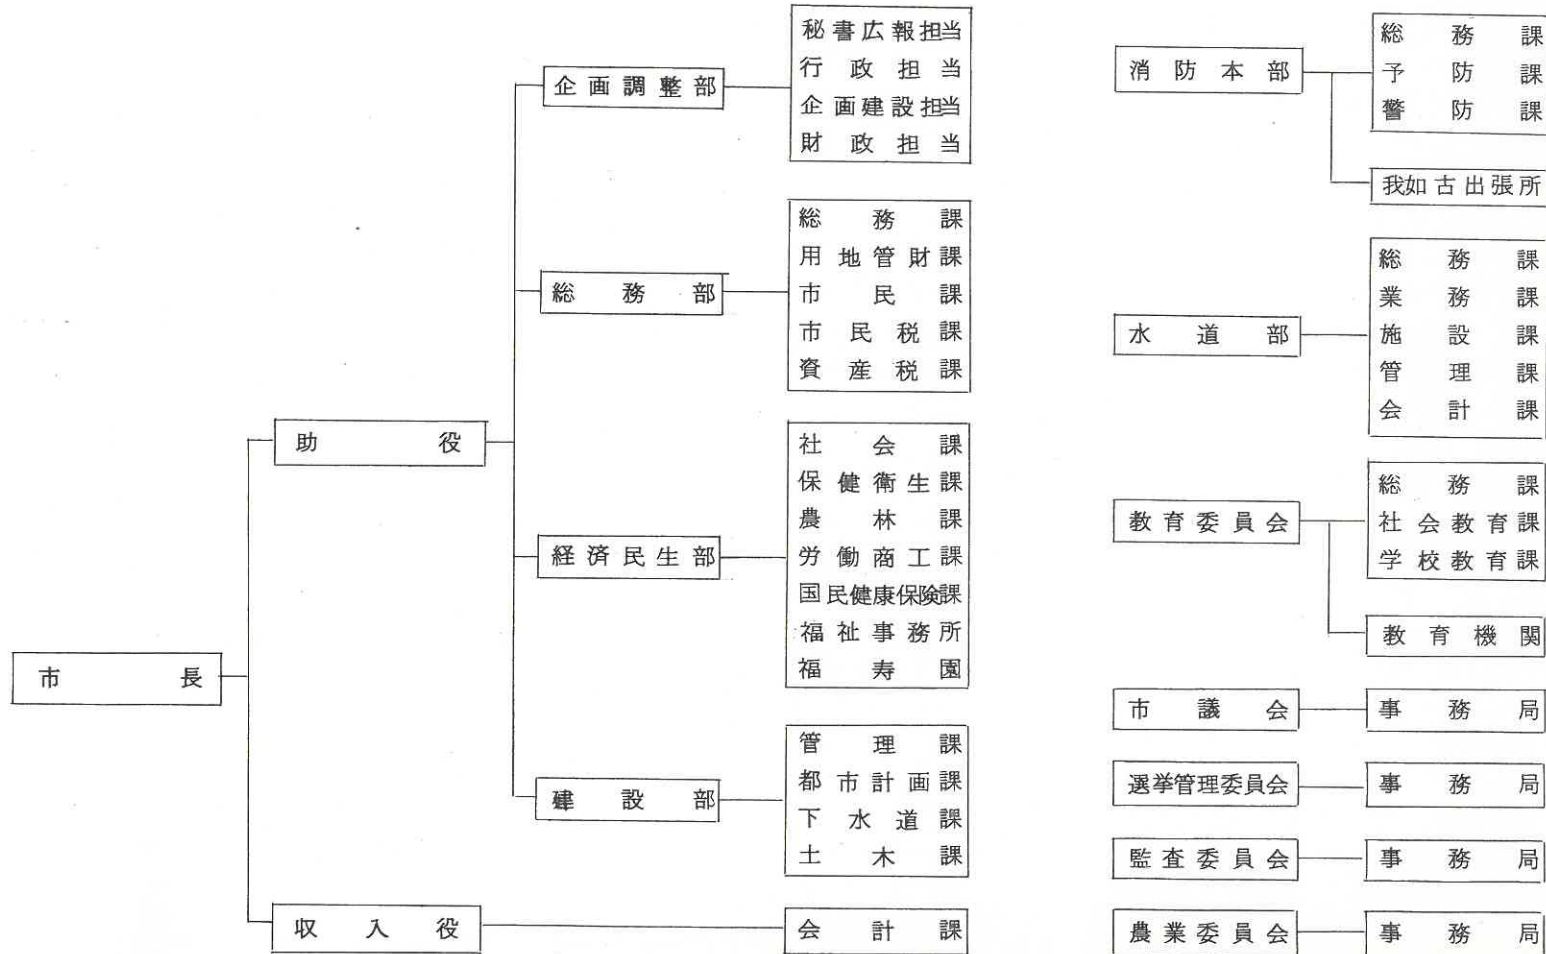 市長
助役
企画調整部
秘書広報担当
行政担当
企画建設担当
財政担当
総務部
総務課
用地管財課
市民課
市民税課
資産税課
経済民生部
社会課
保健衛生課
農林課
労働商工課
国民健康保険課
福祉事務所
福寿園
建設部
管理課
都市計画課
下水道課
土木課
収入役
会計課
消防本部
総務課
予防課
警防課
我如古出張所
水道部
総務課
業務課
施設課
管理課
会計課
教育委員会
総務課
社会教育課
学校教育課
教育機関
市議会
事務局
選挙管理委員会
事務局
監査委員会
事務局
農業委員会
事務局